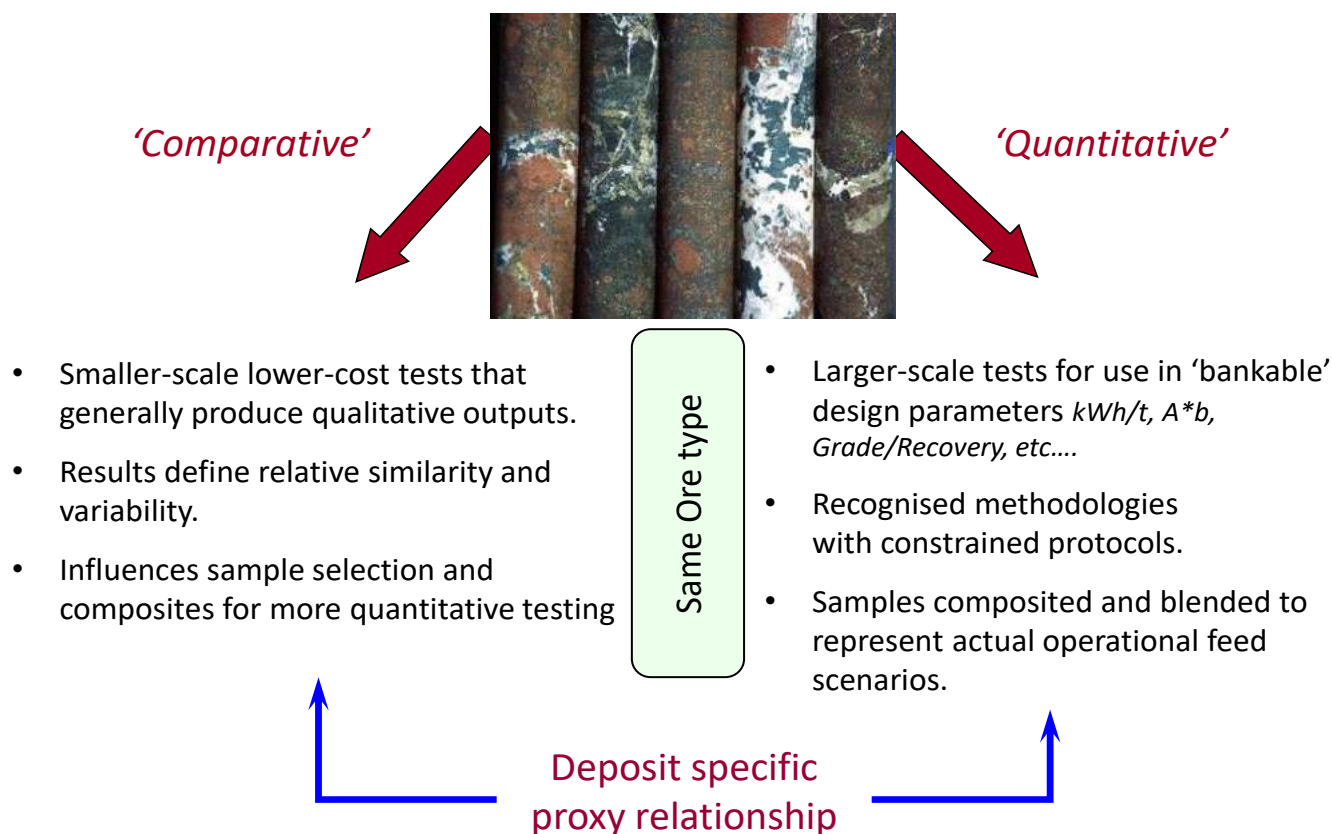 ‘Comparative’
‘Quantitative’
• Smaller-scale lower-cost tests that
generally produce qualitative outputs.
• Results define relative similarity and
variability.
• Influences sample selection and
composites for more quantitative testing
Same Ore type
• Larger-scale tests for use in ‘bankable’
design parameters kWh/t, A*b,
Grade/Recovery, etc….
• Recognised methodologies
with constrained protocols.
• Samples composited and blended to
represent actual operational feed
scenarios.
Deposit specific
proxy relationship